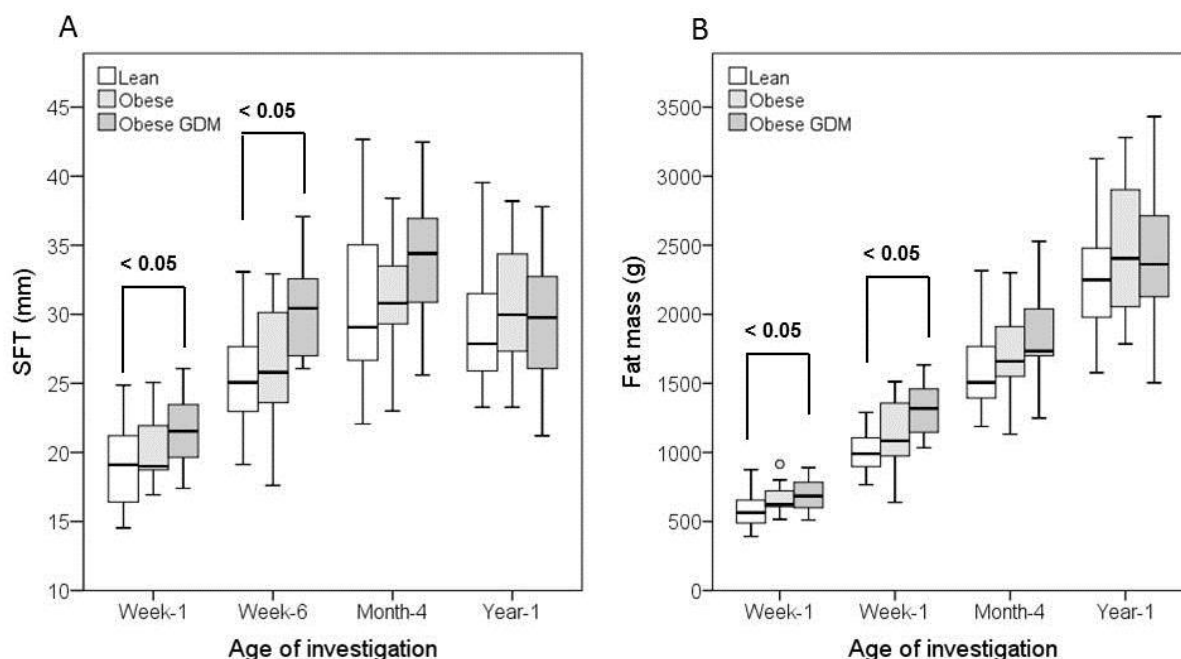 A
Lean
Obese
Obese GDM
< 0.05
< 0.05
45
40
35
30
25
20
15
10
SFT (mm)
Week-1 Week-6 Month-4 Year-1
Age of investigation
B
Lean
Obese
Obese GDM
< 0.05
< 0.05
3500
3000
2500
2000
1500
1000
500
0
Fat mass (g)
Week-1 Week-1 Month-4 Year-1
Age of investigation